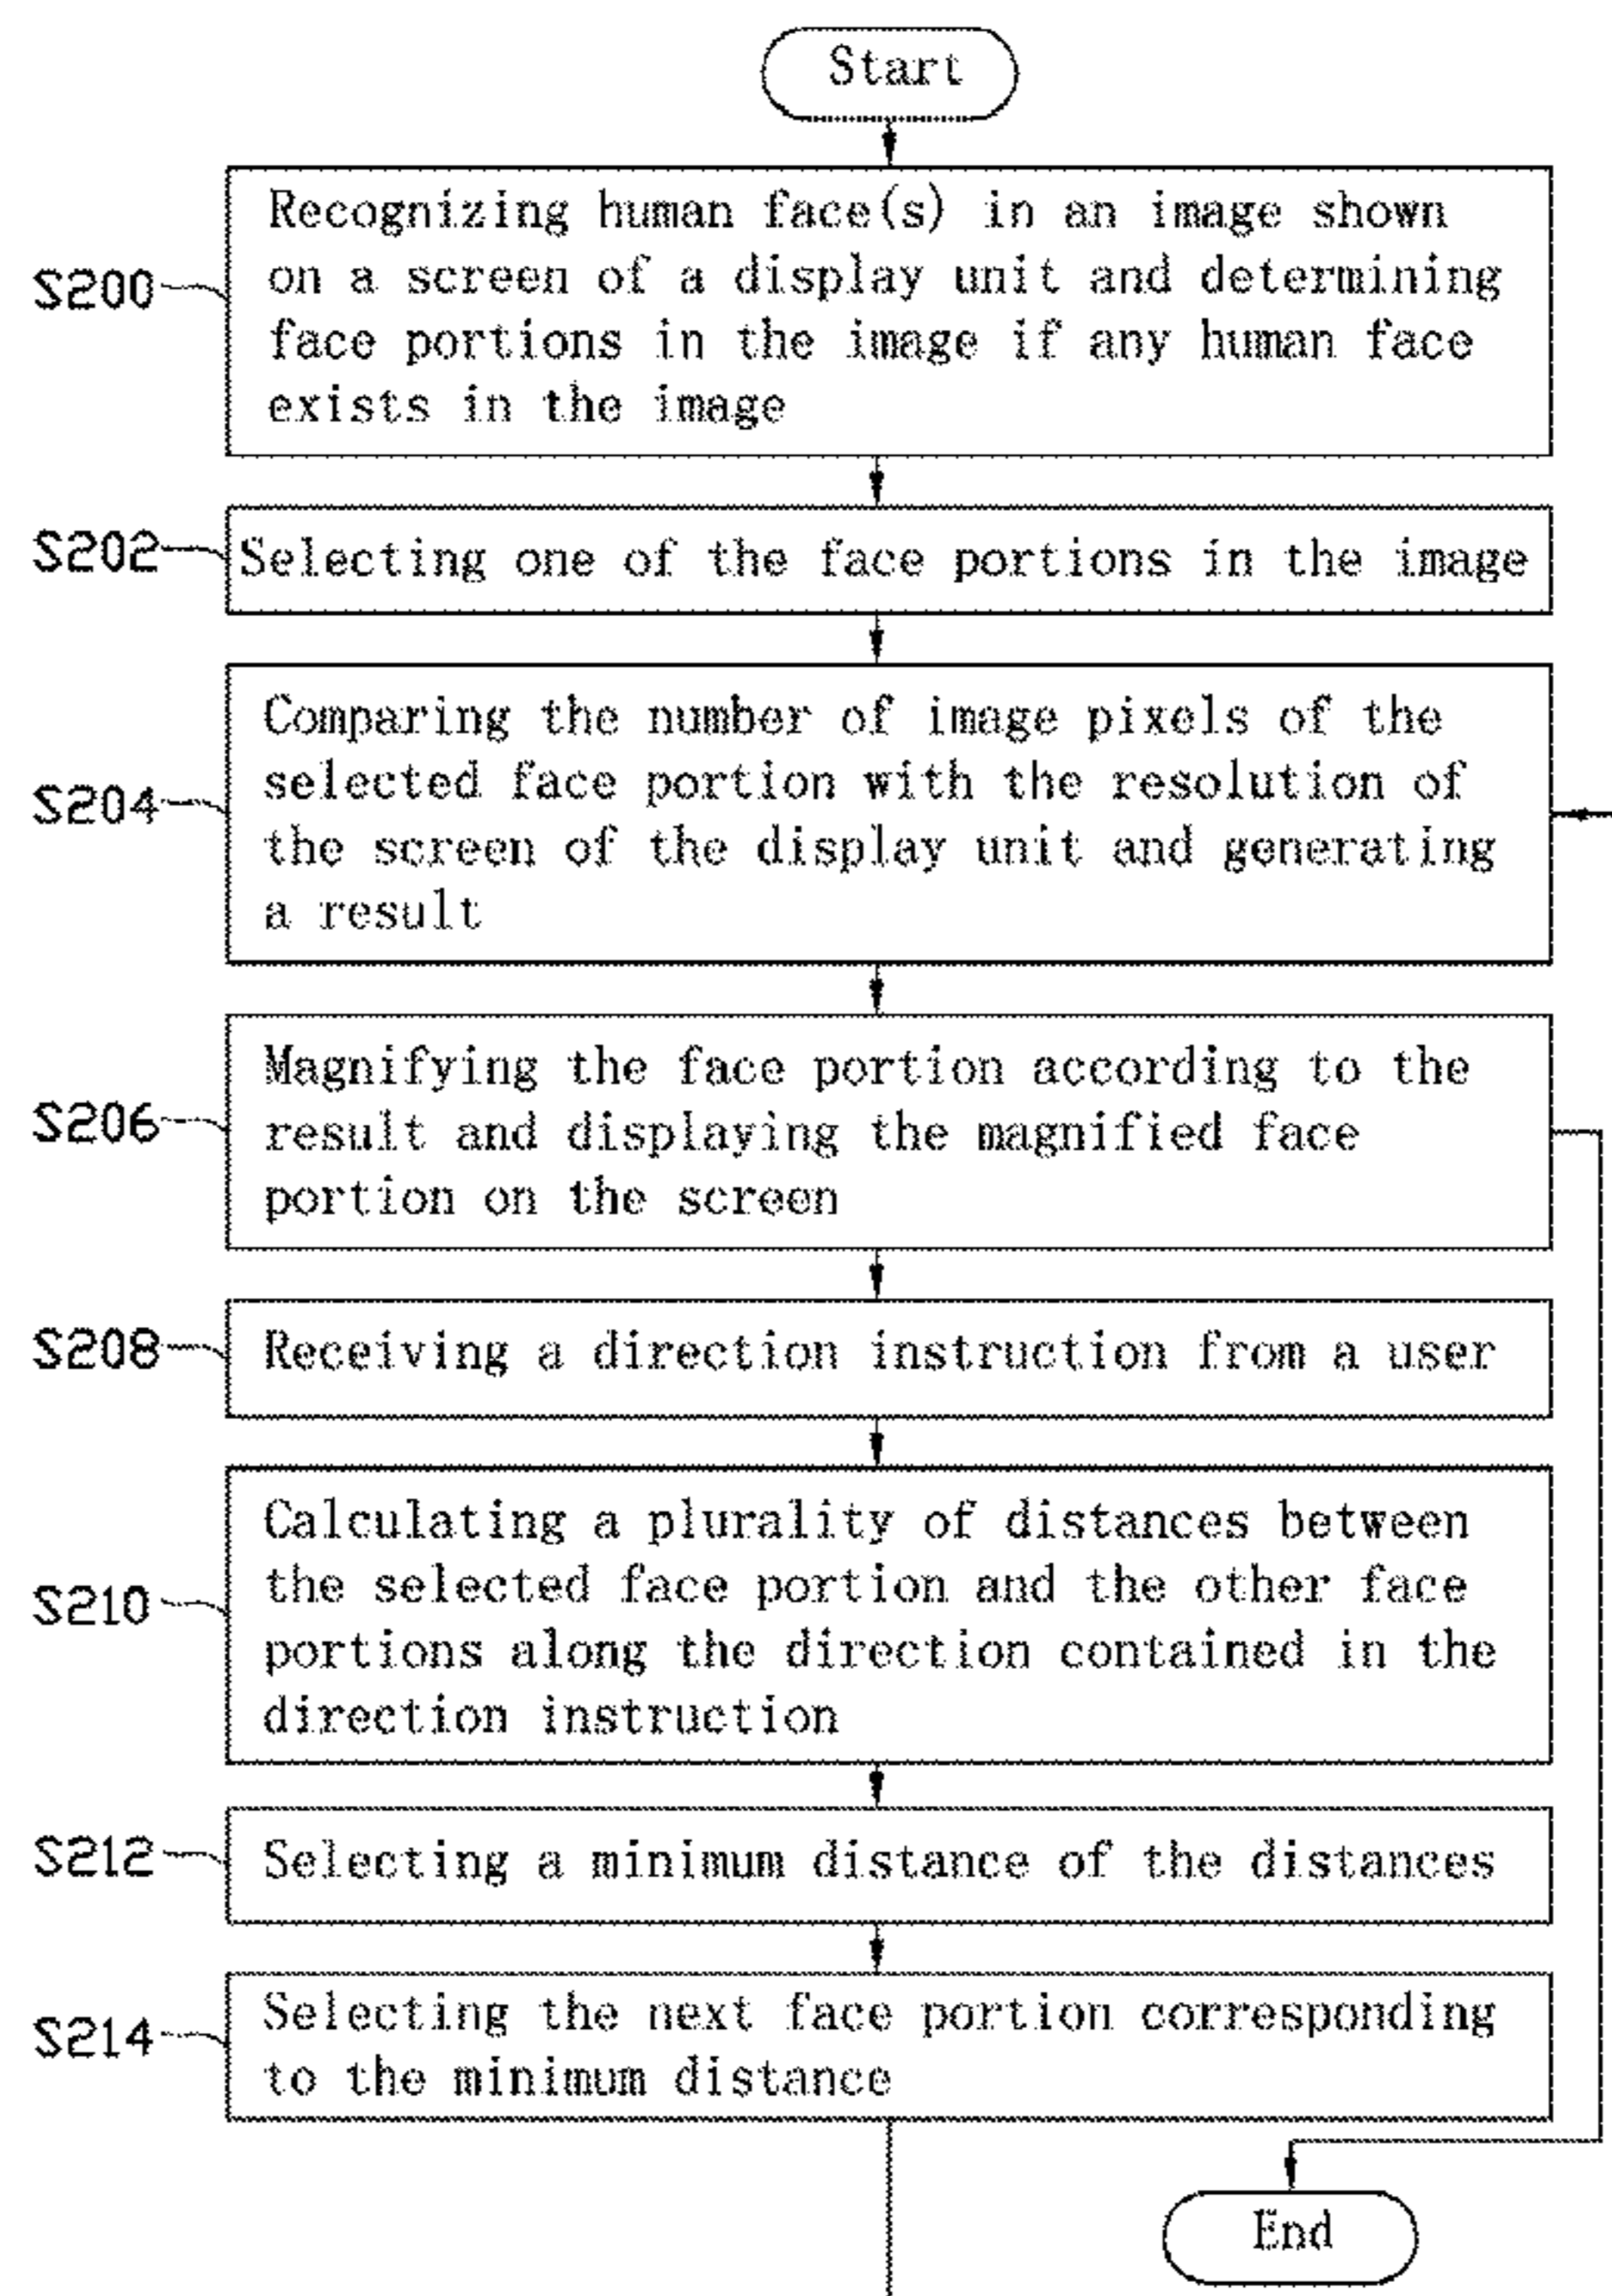 Start
S200
Recognizing human face(s) in an image shown
on a screen of a display unit and determining
face portions in the image if any human face
exists in the image
S202
Selecting one of the face portions in the image
S204
Comparing the number of image pixels of the
selected face portion with the resolution of
the screen of the display unit and generating
a result
S206
Magnifying the face portion according to the
result and displaying the magnified face
portion on the screen
S208
Receiving a direction instruction from a user
S210
Calculating a plurality of distances between
the selected face portion and the other face
portions along the direction contained in the
direction instruction
S212
Selecting a minimum distance of the distances
S214
Selecting the next face portion corresponding
to the minimum distance
End